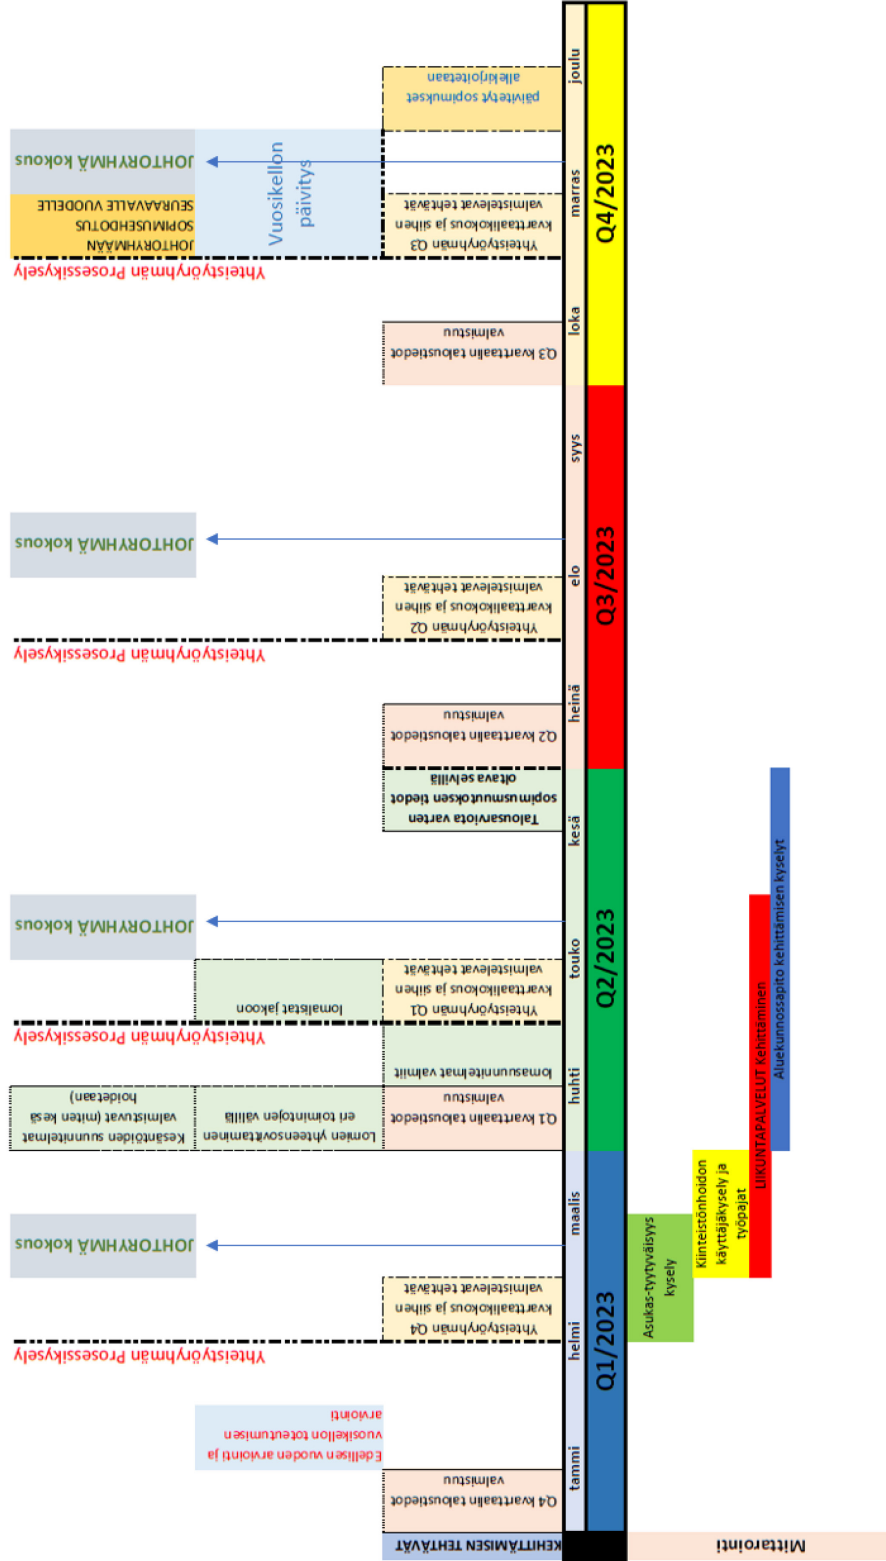 KEHITTÄMISEN TEHTÄVÄT
Mittarointi
Q1/2023
tammi
helmi
maalis
Q4 kvarttaalin taloustiedot
valmistuu
Edellisen vuoden arviointi ja
vuosikellon toteutumisen
arviointi
Yhteistyöryhmän Prosessikysely
Yhteistyöryhmän Q4
kvarttaalikokous ja siihen
valmistelevat tehtävät
JOHTORYHMÄ kokous
Asukas-tyytyväisyys
kysely
Kiinteistönhoidon
käyttäjäkysely ja
työpajat
LIIKUNTAPALVELUT Kehittäminen
Aluekunnossapito kehittämisen kyselyt
Q2/2023
huhti
touko
kesä
Q1 kvarttaalin taloustiedot
valmistuu
Lomien yhteensovittaminen
eri toimintojen välillä
Kesäntöiden suunnitelmat
valmistuvat (miten kesä
hoidetaan)
lomasuunnitelmat valmiit
Yhteistyöryhmän Prosessikysely
Yhteistyöryhmän Q1
kvarttaalikokous ja siihen
valmistelevat tehtävät
lomalistat jakoon
JOHTORYHMÄ kokous
Talousarviota varten
sopimusmuutoksen tiedot
oltava selvillä
Q3/2023
heinä
elo
syys
Q2 kvarttaalin taloustiedot
valmistuu
Yhteistyöryhmän Prosessikysely
Yhteistyöryhmän Q2
kvarttaalikokous ja siihen
valmistelevat tehtävät
JOHTORYHMÄ kokous
Q4/2023
loka
marras
joulu
Q3 kvarttaalin taloustiedot
valmistuu
Yhteistyöryhmän Prosessikysely
Yhteistyöryhmän Q3
kvarttaalikokous ja siihen
valmistelevat tehtävät
Vuosikellon
päivitys
JOHTORYHMÄÄN
SOPIMUSEHDOTUS
SEURAAVALLE VUODELLE
JOHTORYHMÄ kokous
päivitetyt sopimukset
allekirjoitetaan